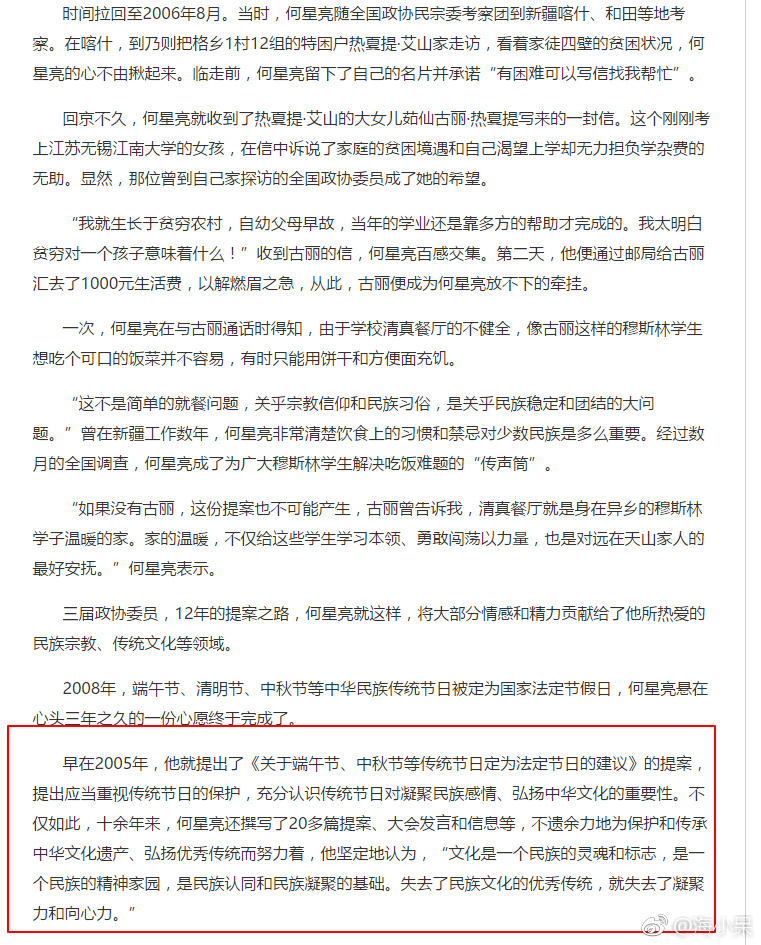 时间拉回至2006年8月。当时，何星亮随全国政协民宗委考察团到新疆喀什、和田等地考
察。在喀什，到乃则把格乡1村12组的特困户热夏提·艾山家走访，看着家徒四壁的贫困状况，何
星亮的心不由揪起来。临走前，何星亮留下了自己的名片并承诺“有困难可以写信找我帮忙”。
回京不久，何星亮就收到了热夏提·艾山的大女儿茹仙古丽·热夏提写来的一封信。这个刚刚考
上江苏无锡江南大学的女孩，在信中诉说了家庭的贫困境遇和自己渴望上学却无力担负学杂费的
无助。显然，那位曾到自己家探访的全国政协委员成了她的希望。
“我就生长于贫穷农村，自幼父母早故，当年的学业还是靠多方的帮助才完成的。我太明白
贫穷对一个孩子意味着什么！”收到古丽的信，何星亮百感交集。第二天，他便通过邮局给古丽
汇去了1000元生活费，以解燃眉之急，从此，古丽便成为何星亮放不下的牵挂。
一次，何星亮在与古丽通话时得知，由于学校清真餐厅的不健全，像古丽这样的穆斯林学生
想吃个可口的饭菜并不容易，有时只能用饼干和方便面充饥。
“这不是简单的就餐问题，关乎宗教信仰和民族习俗，是关乎民族稳定和团结的大问
题。”曾在新疆工作数年，何星亮非常清楚饮食上的习惯和禁忌对少数民族是多么重要。经过数
月的全国调查，何星亮成了为广大穆斯林学生解决吃饭难题的“传声筒”。
“如果没有古丽，这份提案也不可能产生，古丽曾告诉我，清真餐厅就是身在异乡的穆斯林
学子温暖的家。家的温暖，不仅给这些学生学习本领、勇敢闯荡以力量，也是对远在天山家人的
最好安抚。”何星亮表示。
三届政协委员，12年的提案之路，何星亮就这样，将大部分情感和精力贡献给了他所热爱的
民族宗教、传统文化等领域。
2008年，端午节、清明节、中秋节等中华民族传统节日被定为国家法定节假日，何星亮悬在
心头三年之久的一份心愿终于完成了。
早在2005年，他就提出了《关于端午节、中秋节等传统节日定为法定节日的建议》的提案，
提出应当重视传统节日的保护，充分认识传统节日对凝聚民族感情、弘扬中华文化的重要性。不
仅如此，十余年来，何星亮还撰写了20多篇提案、大会发言和信息等，不遗余力地为保护和传承
中华文化遗产、弘扬优秀传统而努力着，他坚定地认为，“文化是一个民族的灵魂和标志，是一
个民族的精神家园，是民族认同和民族凝聚的基础。失去了民族文化的优秀传统，就失去了凝聚
力和向心力。”
@海小呆